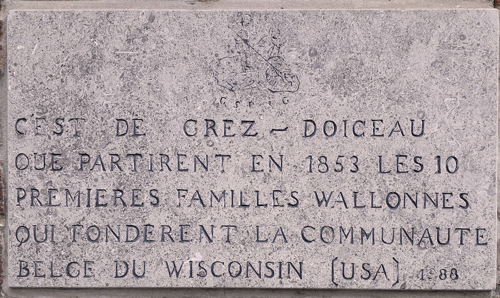 C'EST DE GREZ - DOICEAU
QUE PARTIRENT EN 1853 LES 10
PREMIERES FAMILLES WALLONNES
QUI FONDERENT LA COMMUNAUTE
BELGE DU WISCONSIN (USA) 1988